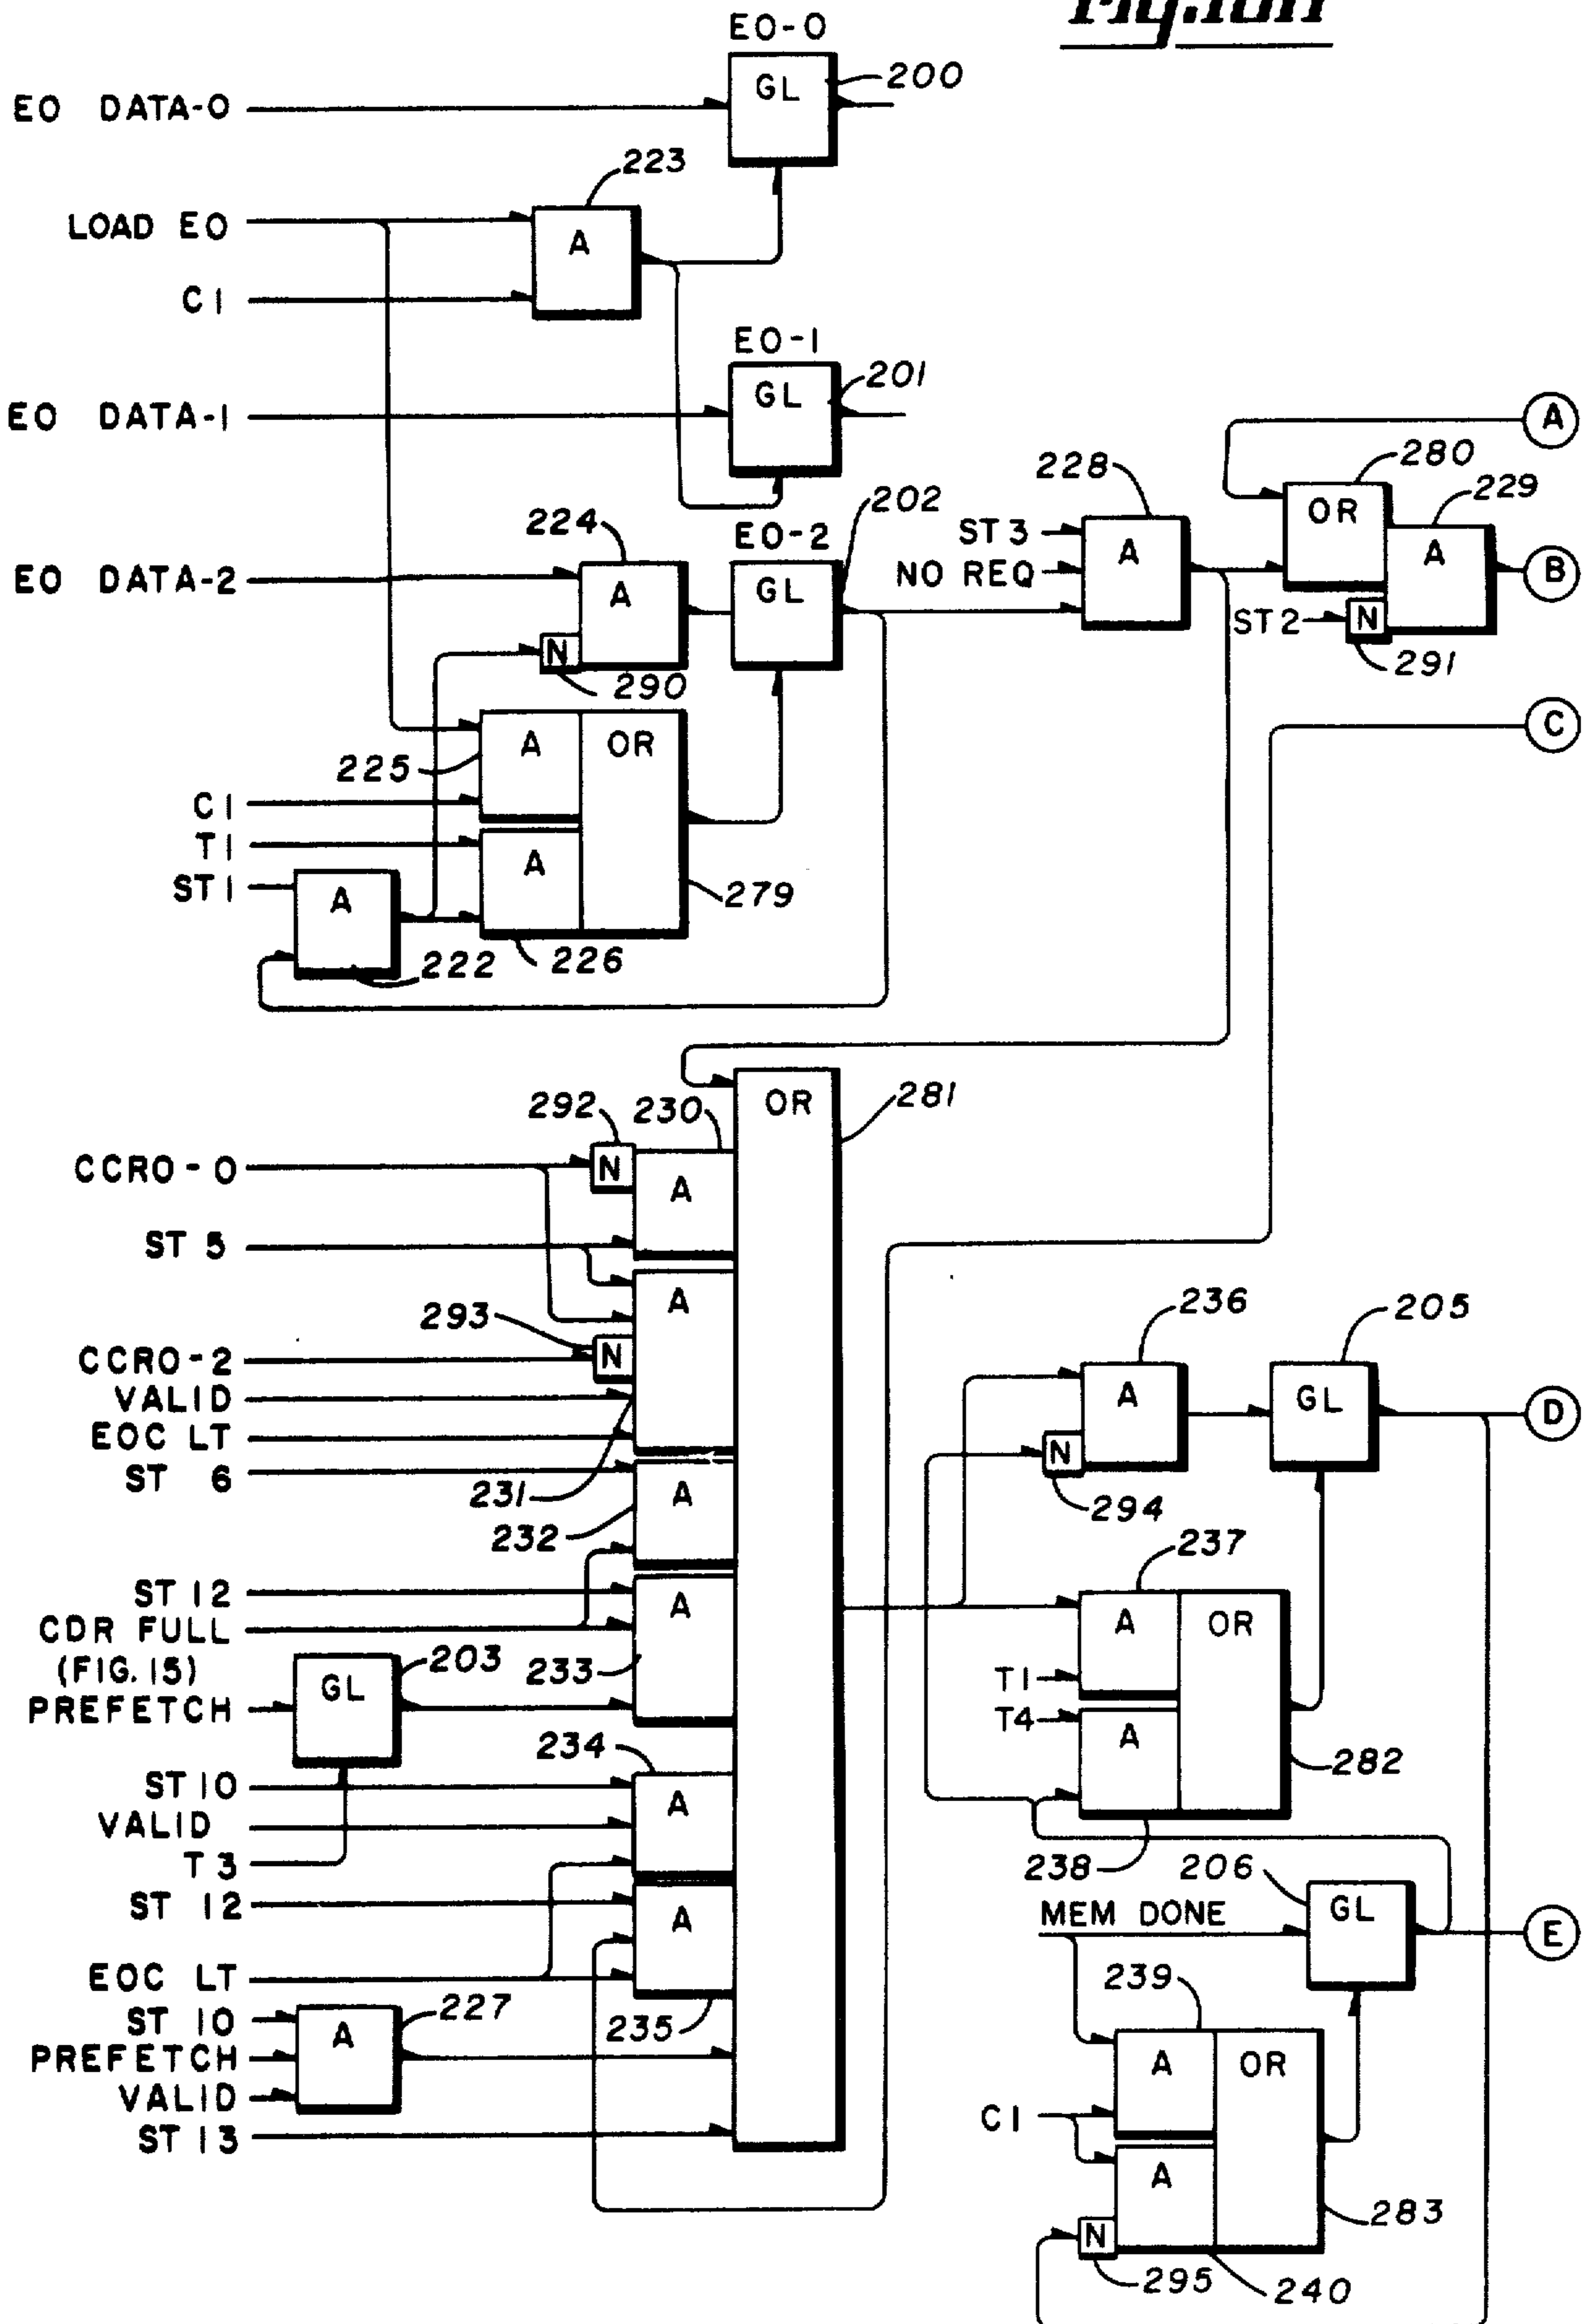 EO-0
GL
200
EO DATA-0
223
LOAD EO
A
C1
EO-1
GL
201
EO DATA-1
A
228
280
229
OR
A
B
224
EO-2
202
ST3
NO REQ
A
EO DATA-2
A
GL
ST2
N
291
N
290
C
A
OR
225
C1
T1
A
ST1
A
279
222
226
OR
281
292
230
CCRO-0
N
A
ST 5
A
293
CCRO-2
N
236
205
VALID
A
GL
D
EOC LT
ST 6
231
A
N
294
232
237
ST 12
A
CDR FULL
A
OR
(FIG. 15)
203
233
PREFETCH
GL
T1
T4
A
282
234
ST 10
A
VALID
T3
238
206
ST 12
A
MEM DONE
GL
E
EOC LT
239
227
ST 10
A
235
PREFETCH
A
OR
VALID
C1
ST 13
A
N
283
295
240